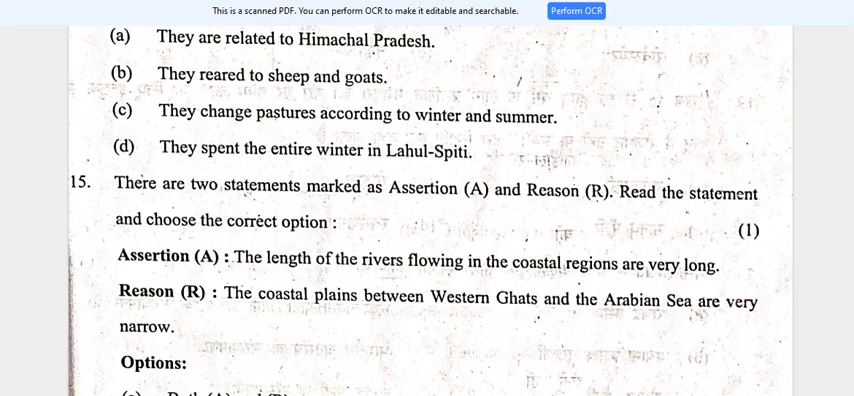 This is a scanned PDF. You can perform OCR to make it editable and searchable. Perform OCR
(a) They are related to Himachal Pradesh.
(b) They reared to sheep and goats.
(c) They change pastures according to winter and summer.
(d) They spent the entire winter in Lahul-Spiti.
15. There are two statements marked as Assertion (A) and Reason (R). Read the statement
and choose the correct option : (1)
Assertion (A) : The length of the rivers flowing in the coastal regions are very long.
Reason (R) : The coastal plains between Western Ghats and the Arabian Sea are very
narrow.
Options: